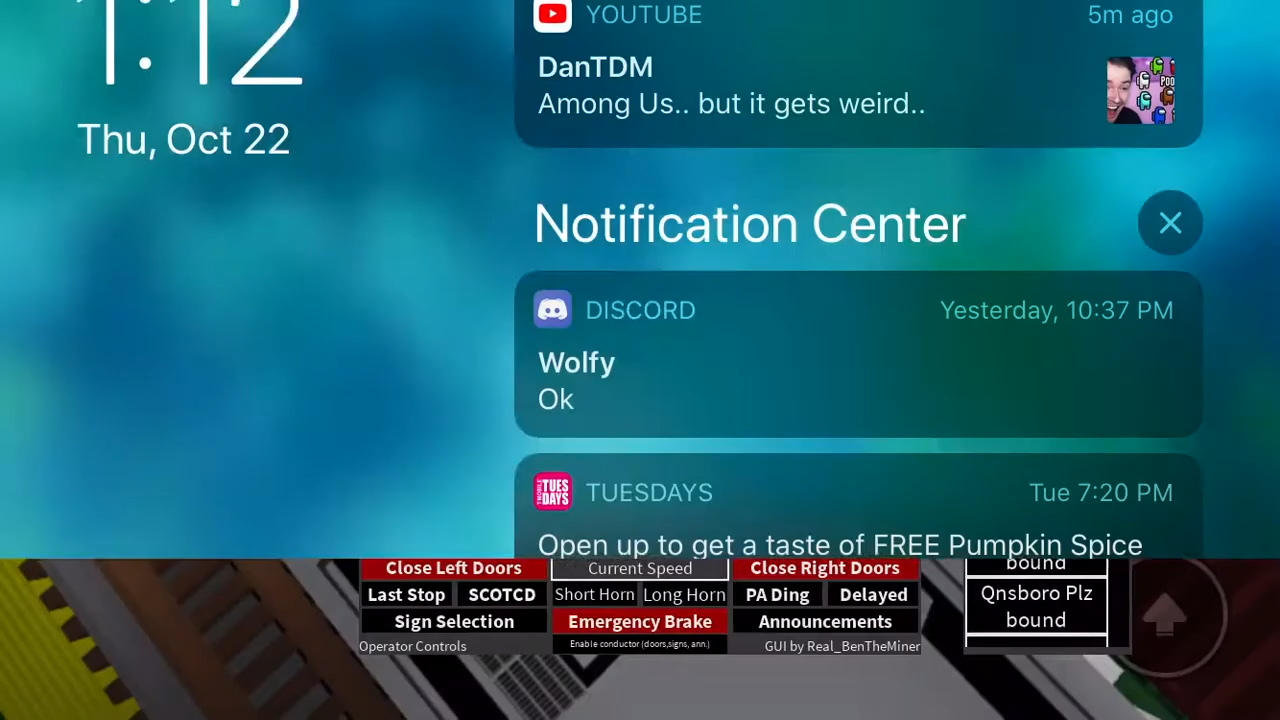 1:12
Thu, Oct 22
YOUTUBE 5m ago
DanTDM
Among Us.. but it gets weird..
Notification Center
DISCORD Yesterday, 10:37 PM
Wolfy
Ok
TUESDAYS Tue 7:20 PM
Open up to get a taste of FREE Pumpkin Spice
Close Left Doors Current Speed Close Right Doors bound
Last Stop SCOTCD Short Horn Long Horn PA Ding Delayed Qnsboro Plz
Sign Selection Emergency Brake Announcements bound
Operator Controls Enable conductor (doors,signs, ann.) GUI by Real_BenTheMiner